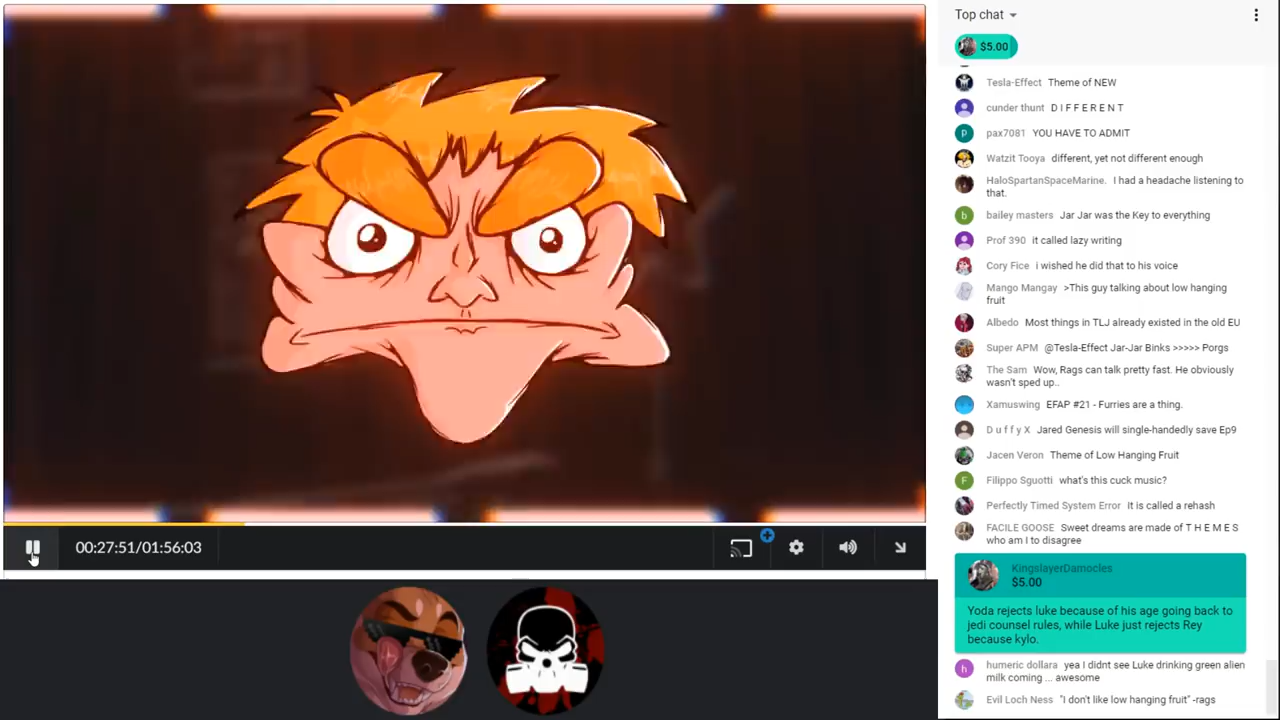 Top chat
$5.00
Tesla-Effect Theme of NEW
cunder thunt D I F F E R E N T
p
pax7081 YOU HAVE TO ADMIT
Watzit Tooya different, yet not different enough
HaloSpartanSpaceMarine. I had a headache listening to
that.
b
bailey masters Jar Jar was the Key to everything
Prof 390 it called lazy writing
Cory Fice i wished he did that to his voice
Mango Mangay >This guy talking about low hanging
fruit
Albedo Most things in TLJ already existed in the old EU
Super APM @Tesla-Effect Jar-Jar Binks >>>>> Porgs
The Sam Wow, Rags can talk pretty fast. He obviously
wasn't sped up..
Xamuswing EFAP #21 - Furries are a thing.
D u f f y X Jared Genesis will single-handedly save Ep9
Jacen Veron Theme of Low Hanging Fruit
F
Filippo Sguotti what's this cuck music?
Perfectly Timed System Error It is called a rehash
FACILE GOOSE Sweet dreams are made of T H E M E S
who am I to disagree
KingslayerDamocles
$5.00
Yoda rejects luke because of his age going back to
jedi counsel rules, while Luke just rejects Rey
because kylo.
h
humeric dollara yea I didnt see Luke drinking green alien
milk coming ... awesome
Evil Loch Ness "I don't like low hanging fruit" -rags
00:27:51/01:56:03